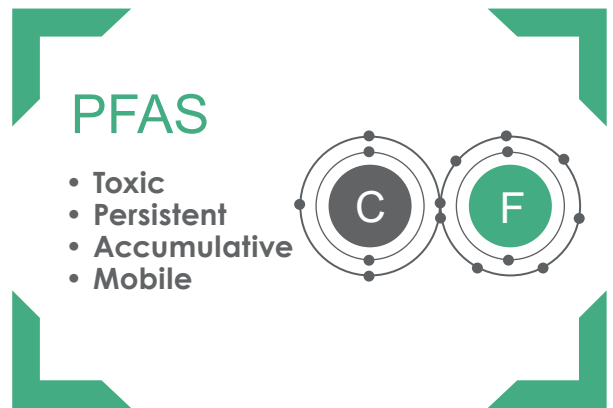 PFAS
• Toxic
• Persistent
• Accumulative
• Mobile
C F